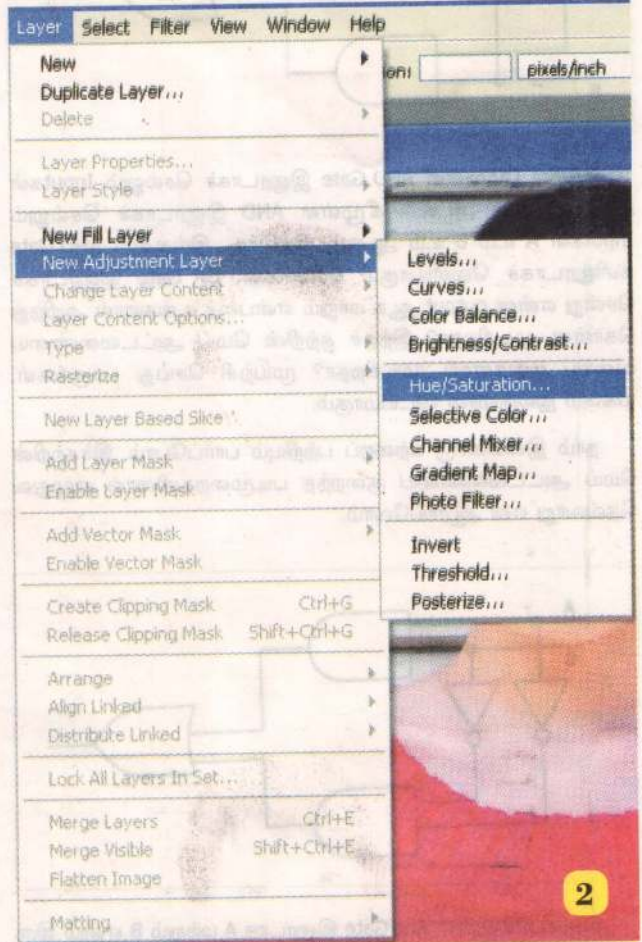 Layer Select Filter View Window Help
pixels/inch
New
Duplicate Layer...
Delete
Layer Properties...
Layer Style
New Fill Layer
New Adjustment Layer
Change Layer Content
Layer Content Options...
Type
Rasterize
New Layer Based Slice
Add Layer Mask
Enable Layer Mask
Add Vector Mask
Enable Vector Mask
Create Clipping Mask Ctrl+G
Release Clipping Mask Shift+Ctrl+G
Arrange
Align Linked
Distribute Linked
Lock All Layers In Set...
Merge Layers Ctrl+E
Merge Visible Shift+Ctrl+E
Flatten Image
Matting
Levels...
Curves...
Color Balance...
Brightness/Contrast...
Hue/Saturation...
Selective Color...
Channel Mixer...
Gradient Map...
Photo Filter...
Invert
Threshold...
Posterize...
2